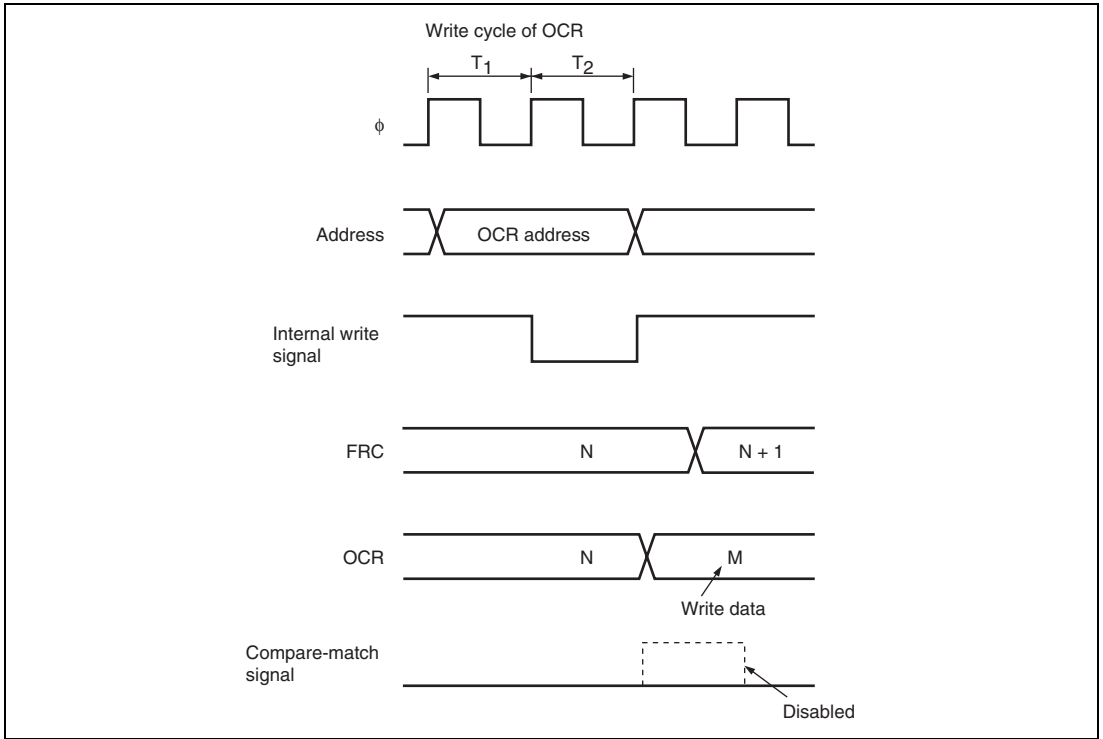 Write cycle of OCR
T1 T2
ϕ
Address
OCR address
Internal write
signal
FRC
N
N + 1
OCR
N
M
Write data
Compare-match
signal
Disabled